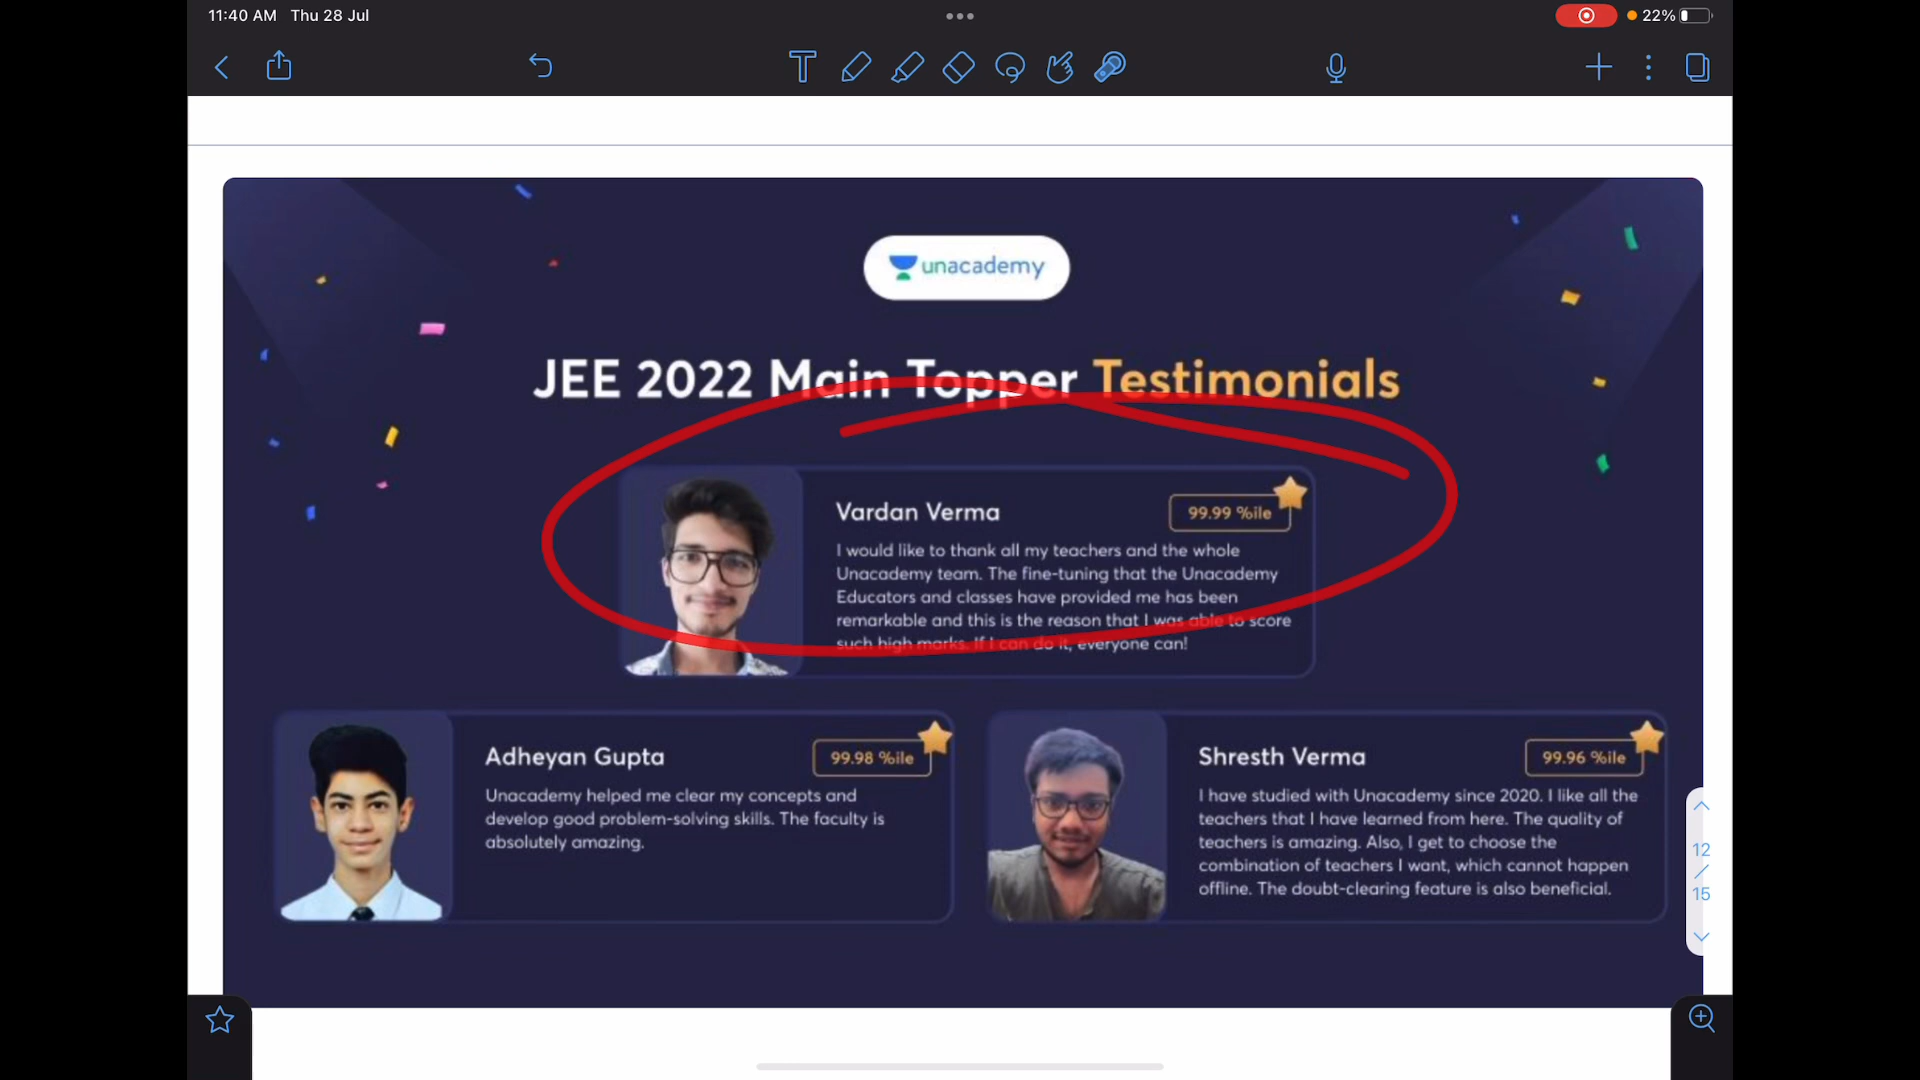 11:40 AM Thu 28 Jul
22%
unacademy
JEE 2022 Main Topper Testimonials
Vardan Verma
99.99 %ile
I would like to thank all my teachers and the whole
Unacademy team. The fine-tuning that the Unacademy
Educators and classes have provided me has been
remarkable and this is the reason that I was able to score
such high marks. If I can do it, everyone can!
Adheyan Gupta
99.98 %ile
Unacademy helped me clear my concepts and
develop good problem-solving skills. The faculty is
absolutely amazing.
Shresth Verma
99.96 %ile
I have studied with Unacademy since 2020. I like all the
teachers that I have learned from here. The quality of
teachers is amazing. Also, I get to choose the
combination of teachers I want, which cannot happen
offline. The doubt-clearing feature is also beneficial.
12
/
15